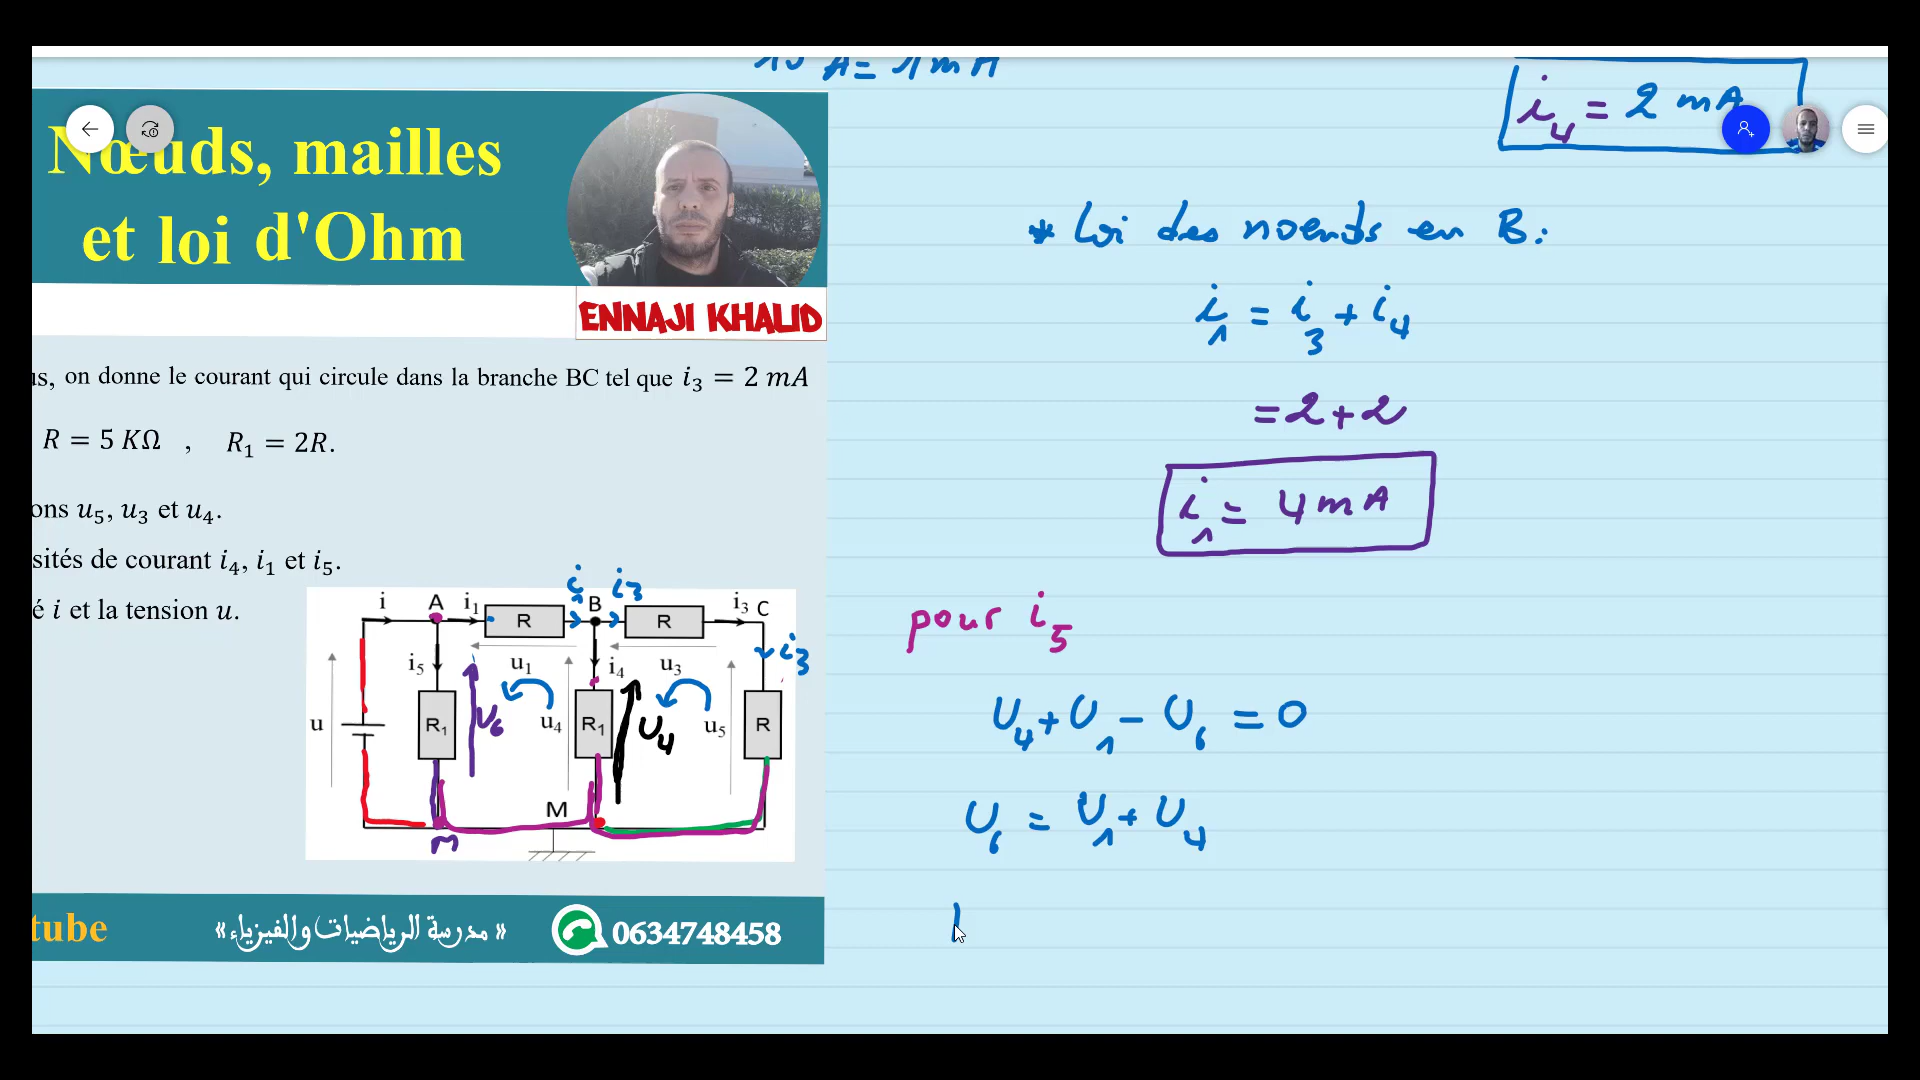 Nœuds, mailles
et loi d'Ohm
ENNAJI KHALID
us, on donne le courant qui circule dans la branche BC tel que i₃ = 2 mA
R = 5 KΩ , R₁ = 2R.
ons u₅, u₃ et u₄.
sités de courant i₄, i₁ et i₅.
é i et la tension u.
i A i₁ R i₁ B i3 R i₃ C
i₅ u₁ i₄ u₃ i3
u R₁ U6 u₄ R₁ U4 u₅ R
M
M
tube
« مدرسة الرياضيات والفيزياء »
0634748458
A = 1 mA
i₄ = 2 mA
* Loi des noeuds en B:
i₁ = i₃ + i₄
= 2 + 2
i₁ = 4 mA
pour i₅
U₄ + U₁ - U₆ = 0
U₆ = U₁ + U₄